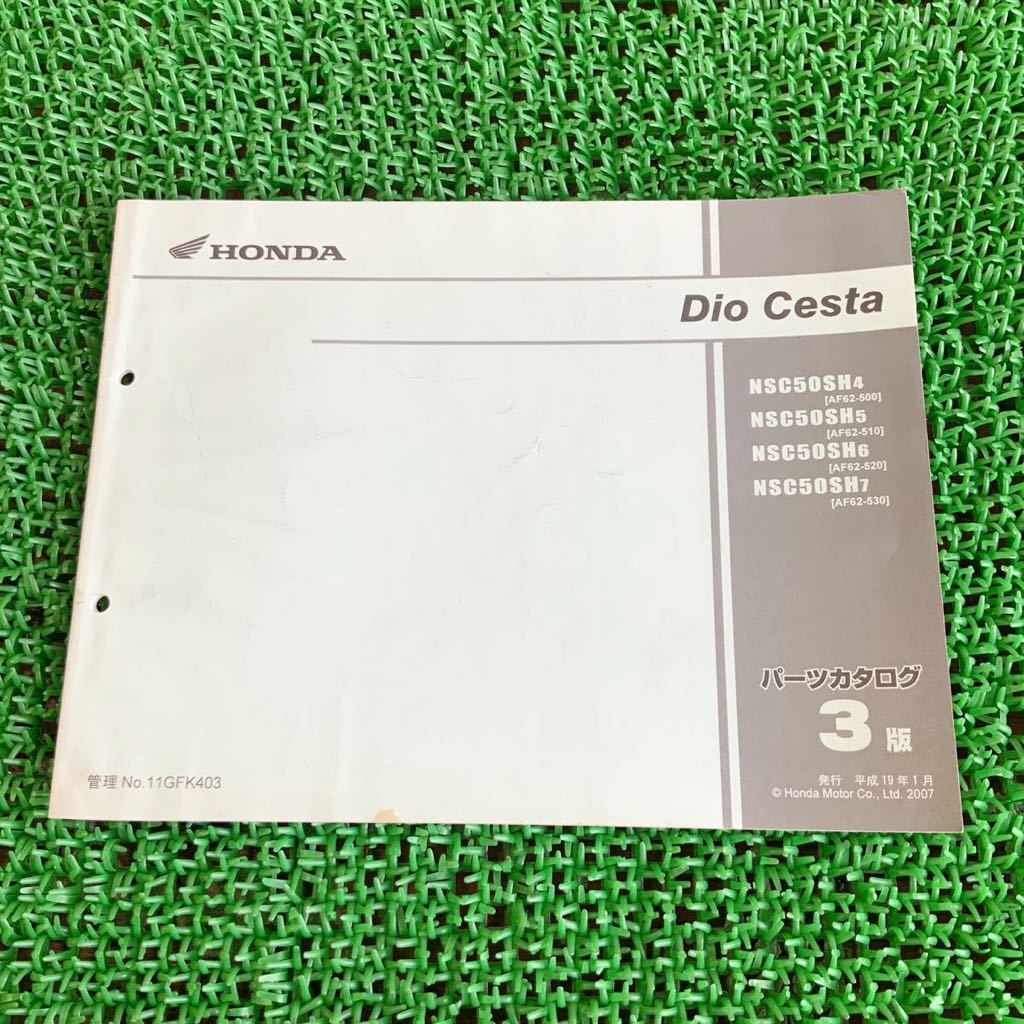 HONDA
Dio Cesta
NSC50SH4
[AF62-500]
NSC50SH5
[AF62-510]
NSC50SH6
[AF62-520]
NSC50SH7
[AF62-530]
パーツカタログ
3版
管理 No.11GFK403
発行 平成19年1月
© Honda Motor Co., Ltd. 2007